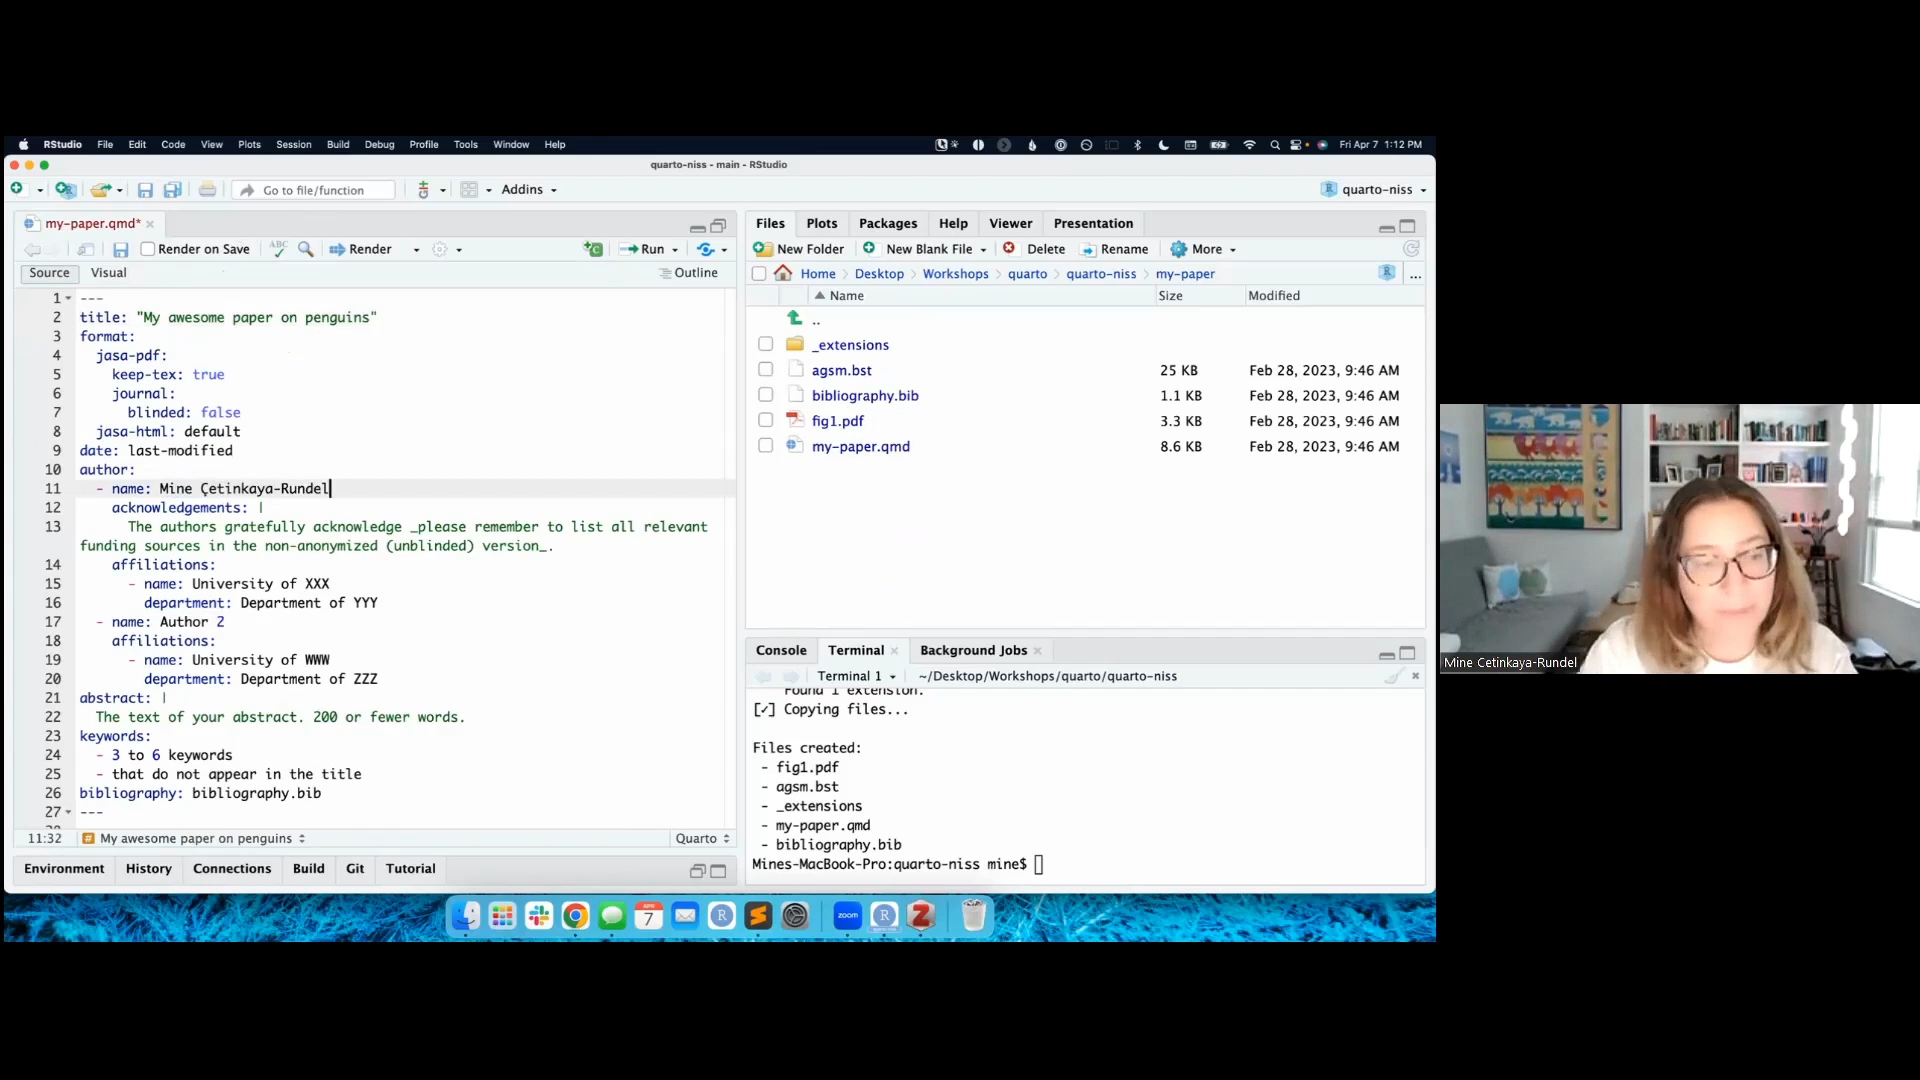 RStudio File Edit Code View Plots Session Build Debug Profile Tools Window Help Fri Apr 7 1:12 PM
quarto-niss - main - RStudio
Go to file/function Addins quarto-niss
my-paper.qmd*
Render on Save ABC Render Run
Source Visual Outline
1 ---
2 title: "My awesome paper on penguins"
3 format:
4 jasa-pdf:
5 keep-tex: true
6 journal:
7 blinded: false
8 jasa-html: default
9 date: last-modified
10 author:
11 - name: Mine Çetinkaya-Rundel
12 acknowledgements: |
13 The authors gratefully acknowledge _please remember to list all relevant
funding sources in the non-anonymized (unblinded) version_.
14 affiliations:
15 - name: University of XXX
16 department: Department of YYY
17 - name: Author 2
18 affiliations:
19 - name: University of WWW
20 department: Department of ZZZ
21 abstract: |
22 The text of your abstract. 200 or fewer words.
23 keywords:
24 - 3 to 6 keywords
25 - that do not appear in the title
26 bibliography: bibliography.bib
27 ---
11:32 # My awesome paper on penguins Quarto
Environment History Connections Build Git Tutorial
Files Plots Packages Help Viewer Presentation
New Folder New Blank File Delete Rename More
Home Desktop Workshops quarto quarto-niss my-paper R ...
Name Size Modified
..
_extensions
agsm.bst 25 KB Feb 28, 2023, 9:46 AM
bibliography.bib 1.1 KB Feb 28, 2023, 9:46 AM
fig1.pdf 3.3 KB Feb 28, 2023, 9:46 AM
my-paper.qmd 8.6 KB Feb 28, 2023, 9:46 AM
Console Terminal Background Jobs
Terminal 1 ~/Desktop/Workshops/quarto/quarto-niss
Found 1 extension.
[✓] Copying files...
Files created:
- fig1.pdf
- agsm.bst
- _extensions
- my-paper.qmd
- bibliography.bib
Mines-MacBook-Pro:quarto-niss mine$
APR
7
R
zoom
R
Z
Mine Cetinkaya-Rundel